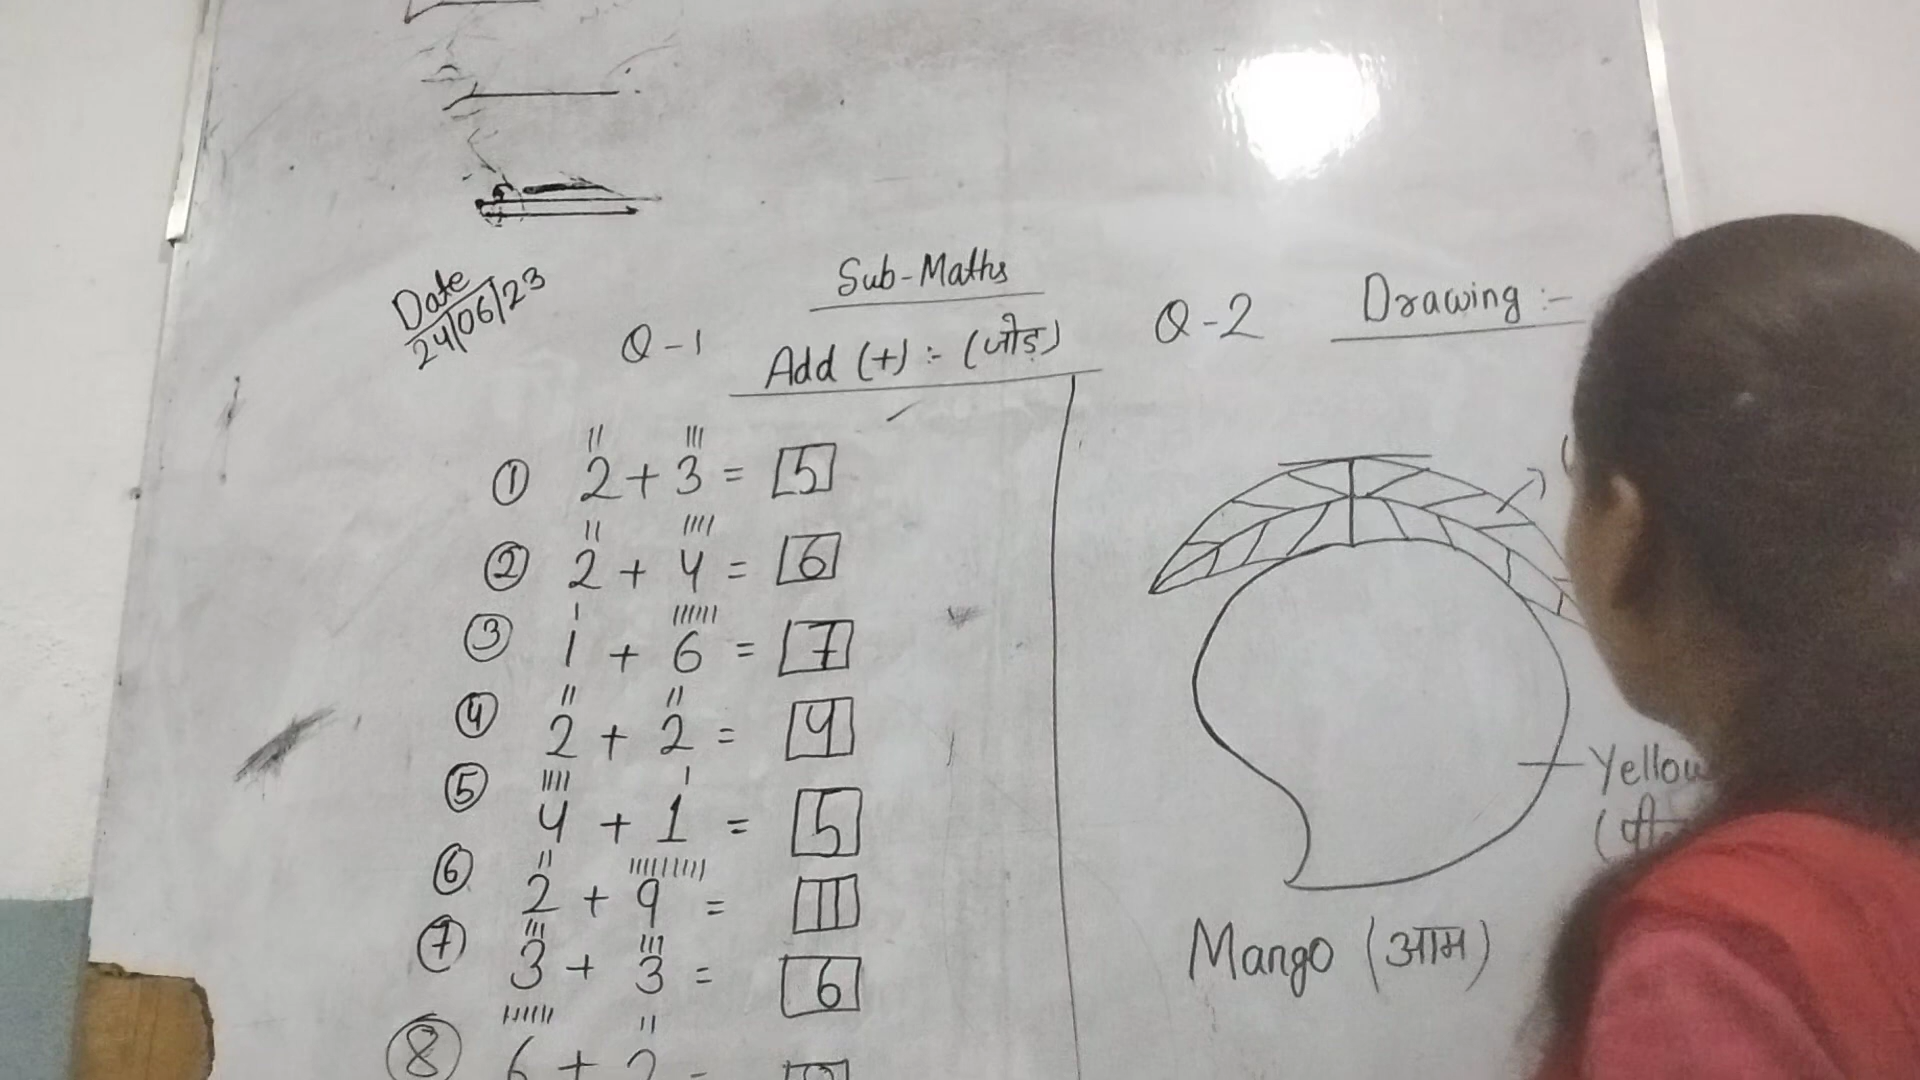 Date
24/06/23
Sub-Maths
Q-1 Add (+) :- (जोड़)
① 2 + 3 = 5
② 2 + 4 = 6
③ 1 + 6 = 7
④ 2 + 2 = 4
⑤ 4 + 1 = 5
⑥ 2 + 9 = 11
⑦ 3 + 3 = 6
⑧ 6 + 2 =
Q-2 Drawing :-
Yellow
Mango (आम)